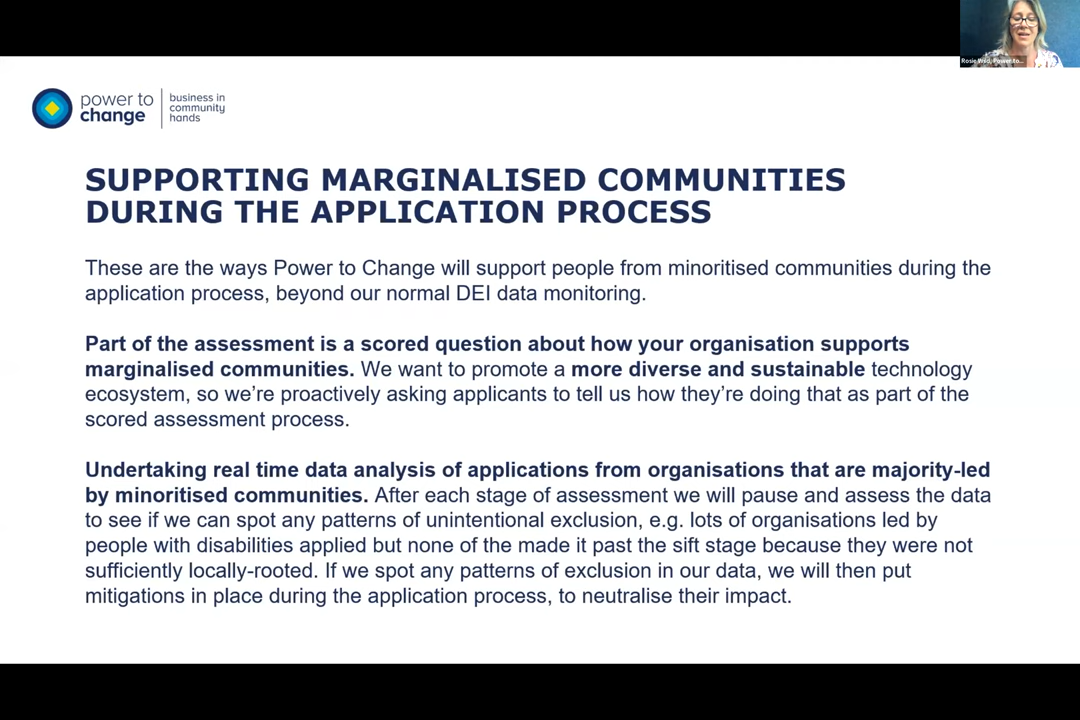 Rosie Wild, Power to...
power to
change
business in
community
hands
SUPPORTING MARGINALISED COMMUNITIES
DURING THE APPLICATION PROCESS
These are the ways Power to Change will support people from minoritised communities during the
application process, beyond our normal DEI data monitoring.
Part of the assessment is a scored question about how your organisation supports
marginalised communities. We want to promote a more diverse and sustainable technology
ecosystem, so we’re proactively asking applicants to tell us how they’re doing that as part of the
scored assessment process.
Undertaking real time data analysis of applications from organisations that are majority-led
by minoritised communities. After each stage of assessment we will pause and assess the data
to see if we can spot any patterns of unintentional exclusion, e.g. lots of organisations led by
people with disabilities applied but none of the made it past the sift stage because they were not
sufficiently locally-rooted. If we spot any patterns of exclusion in our data, we will then put
mitigations in place during the application process, to neutralise their impact.